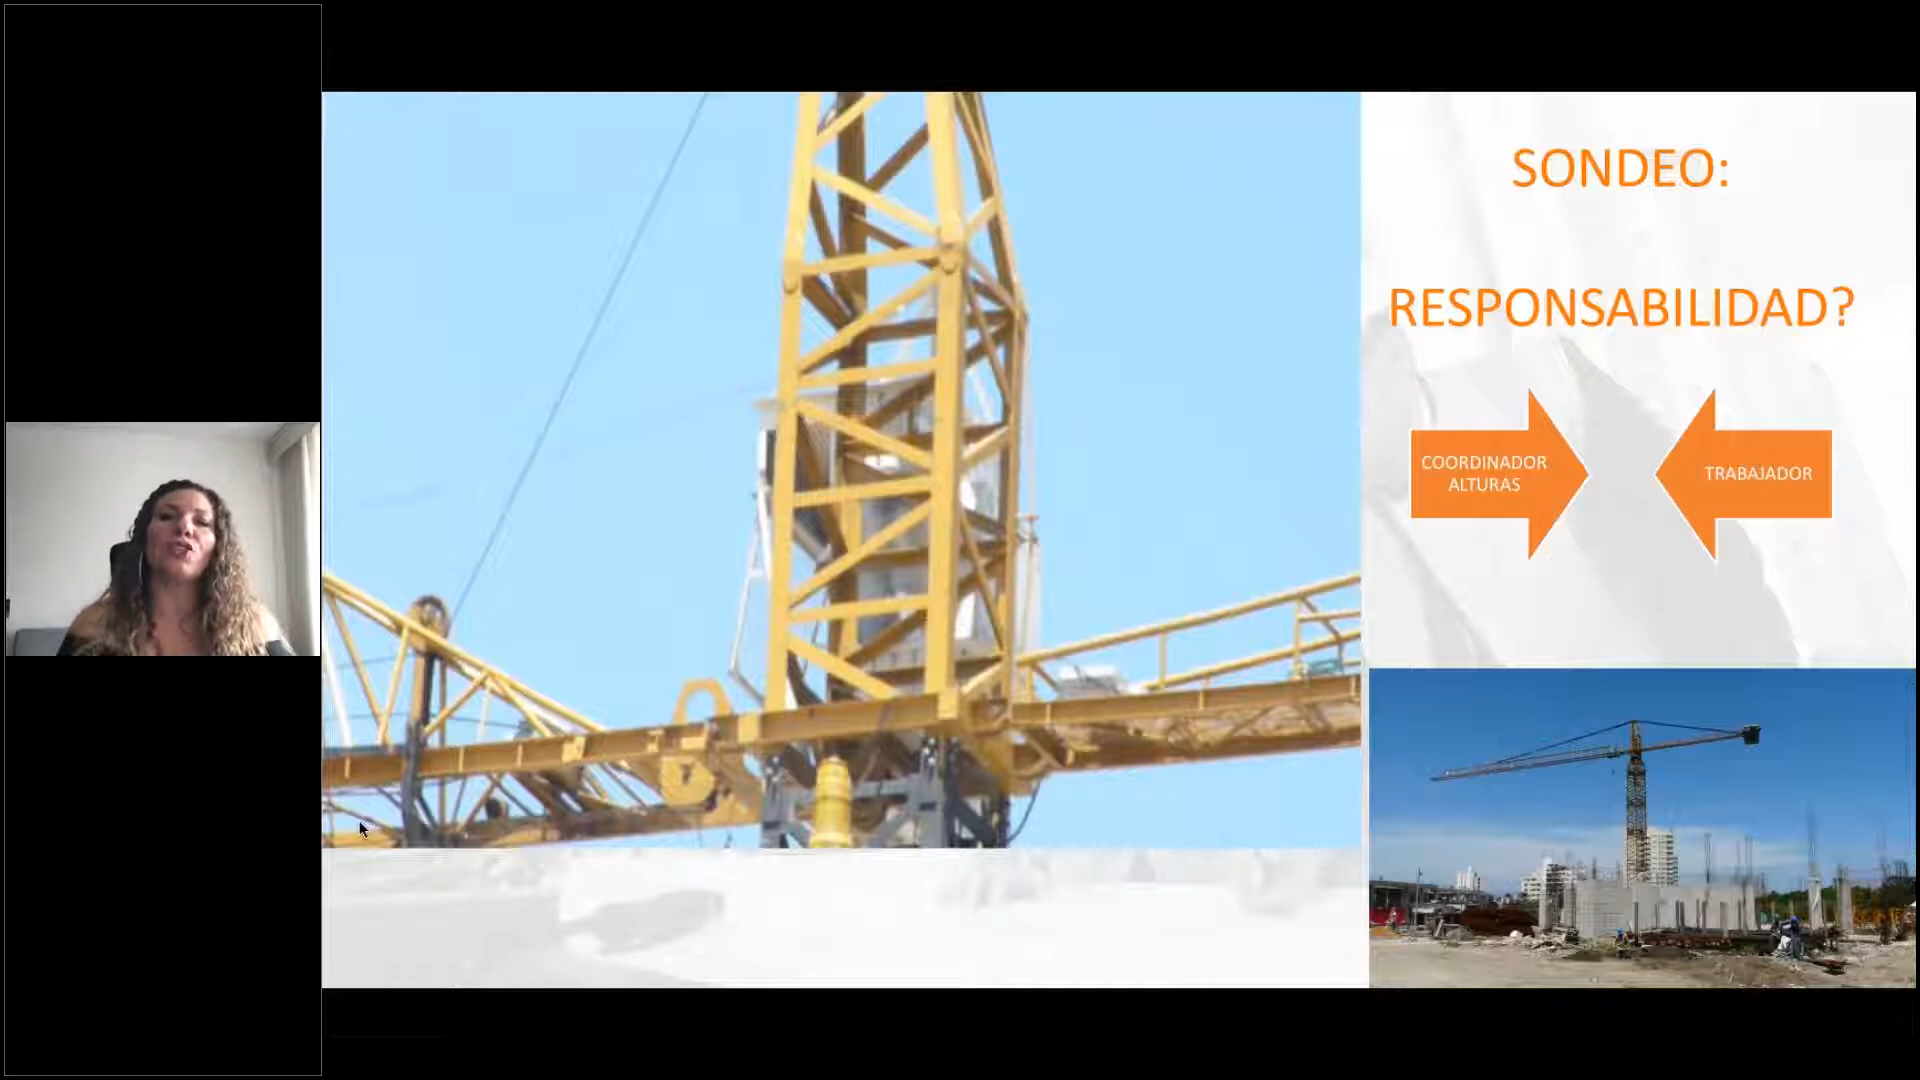 SONDEO:
RESPONSABILIDAD?
COORDINADOR
ALTURAS
TRABAJADOR